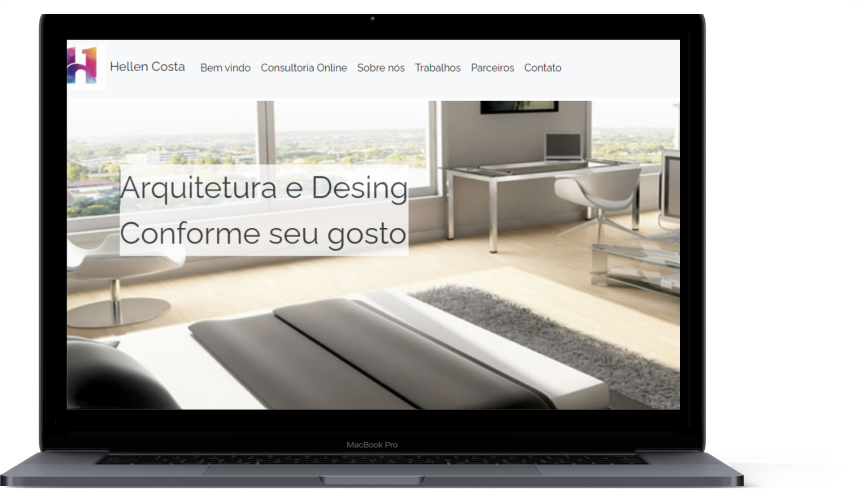 Hellen Costa Bem vindo Consultoria Online Sobre nós Trabalhos Parceiros Contato
Arquitetura e Desing
Conforme seu gosto
MacBook Pro